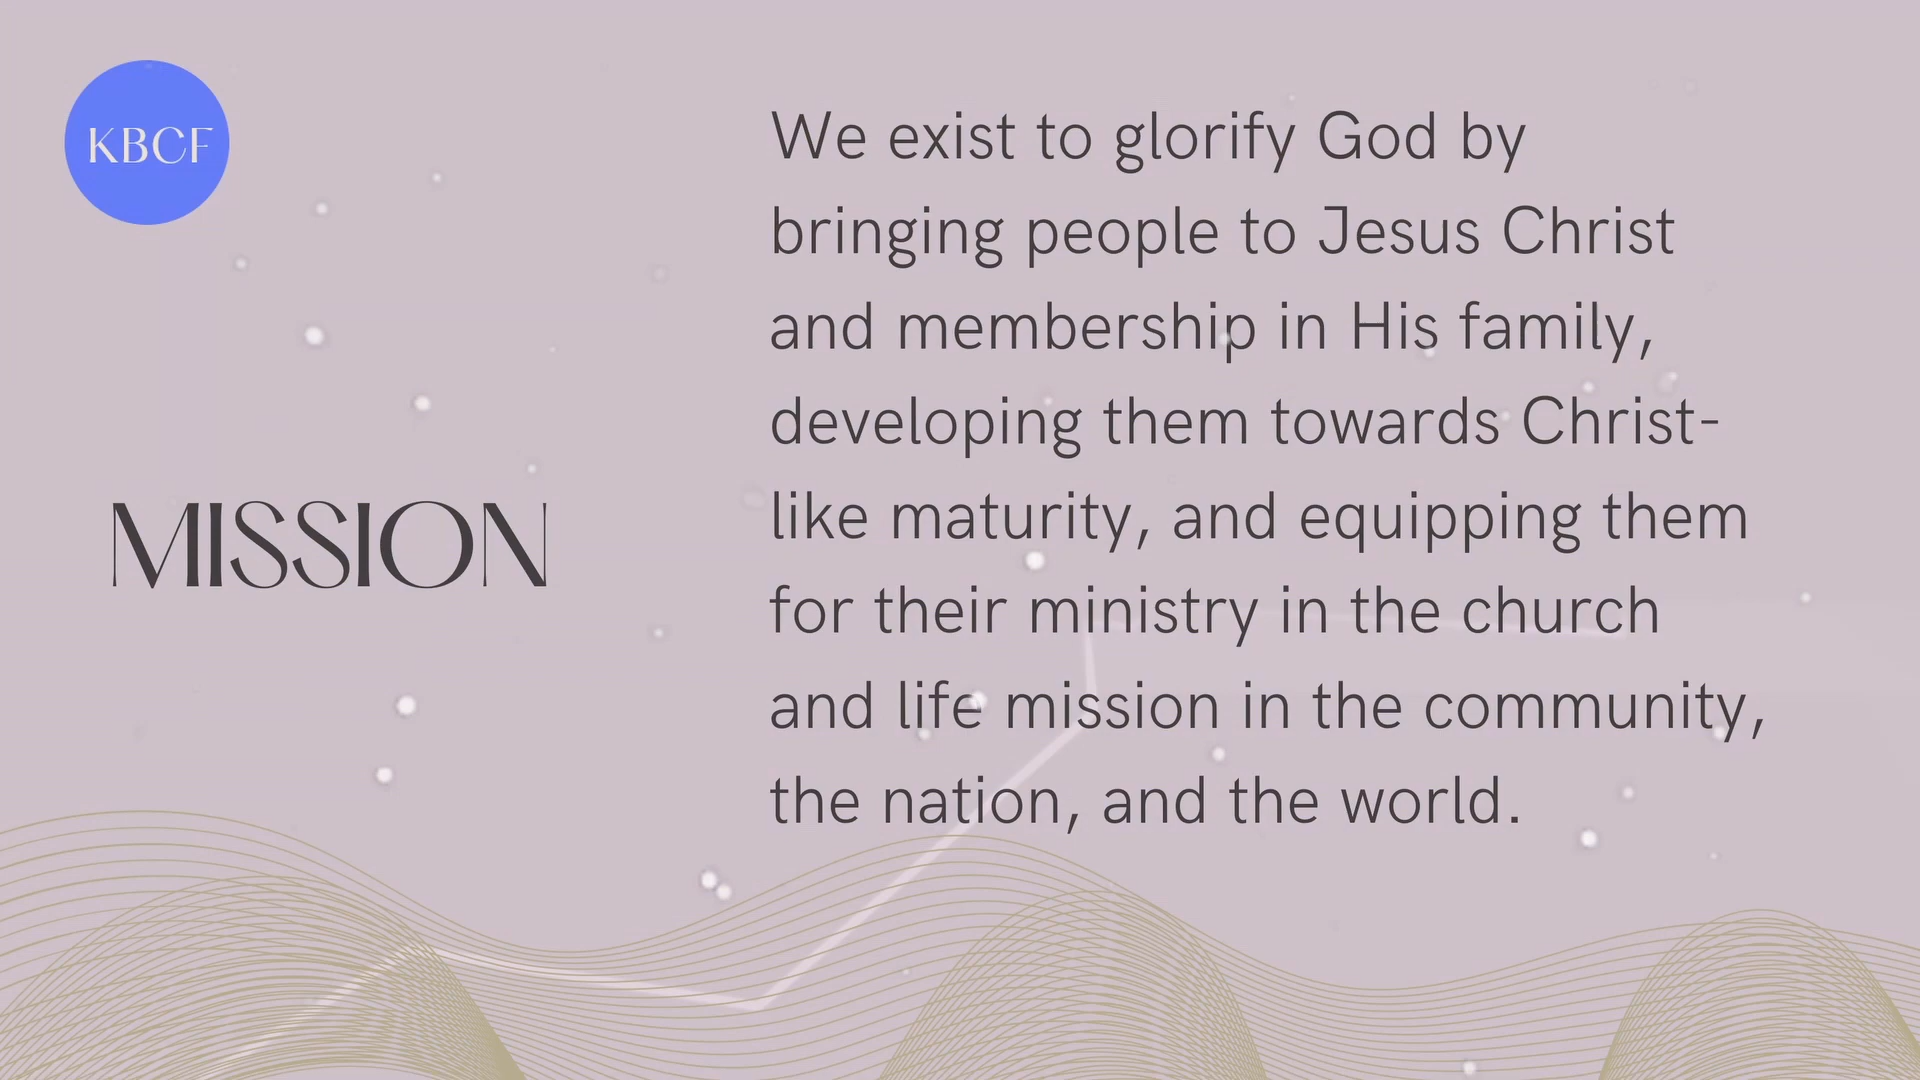 KBCF
MISSION
We exist to glorify God by
bringing people to Jesus Christ
and membership in His family,
developing them towards Christ-
like maturity, and equipping them
for their ministry in the church
and life mission in the community,
the nation, and the world.